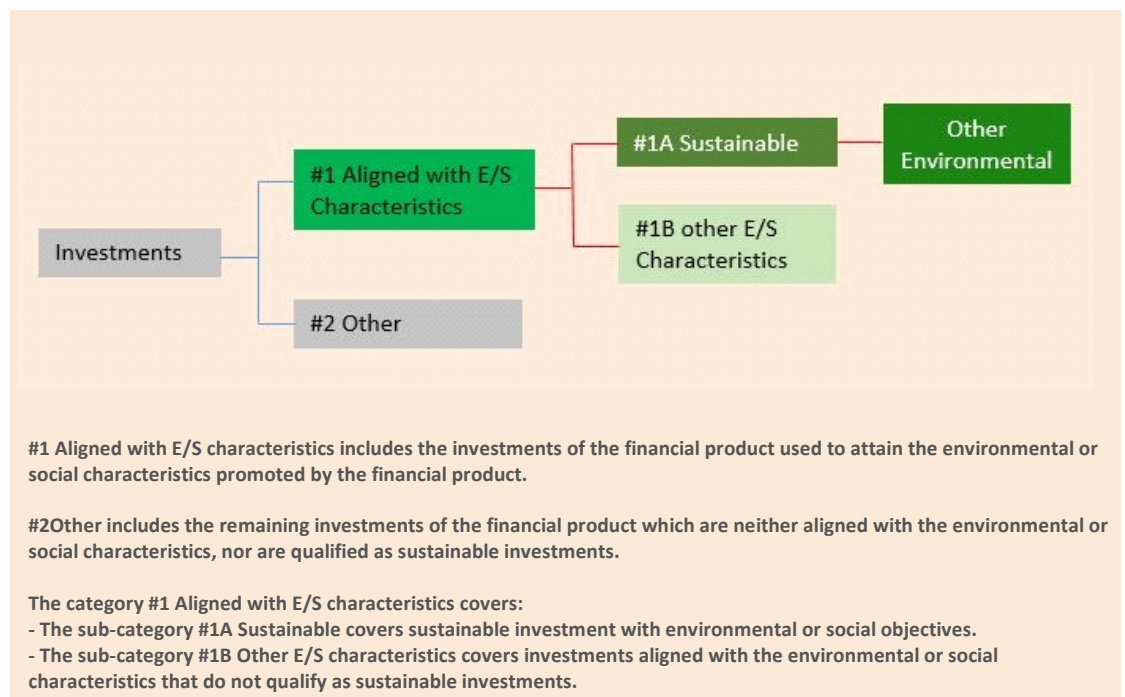 Investments
#1 Aligned with E/S
Characteristics
#2 Other
#1A Sustainable
#1B other E/S
Characteristics
Other
Environmental
#1 Aligned with E/S characteristics includes the investments of the financial product used to attain the environmental or
social characteristics promoted by the financial product.
#2Other includes the remaining investments of the financial product which are neither aligned with the environmental or
social characteristics, nor are qualified as sustainable investments.
The category #1 Aligned with E/S characteristics covers:
- The sub-category #1A Sustainable covers sustainable investment with environmental or social objectives.
- The sub-category #1B Other E/S characteristics covers investments aligned with the environmental or social
characteristics that do not qualify as sustainable investments.